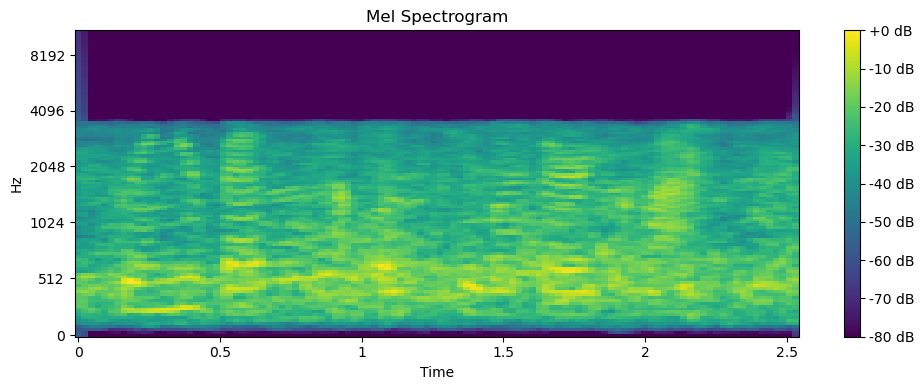 Mel Spectrogram
8192
4096
2048
1024
512
0
Hz
0
0.5
1
1.5
2
2.5
Time
+0 dB
-10 dB
-20 dB
-30 dB
-40 dB
-50 dB
-60 dB
-70 dB
-80 dB